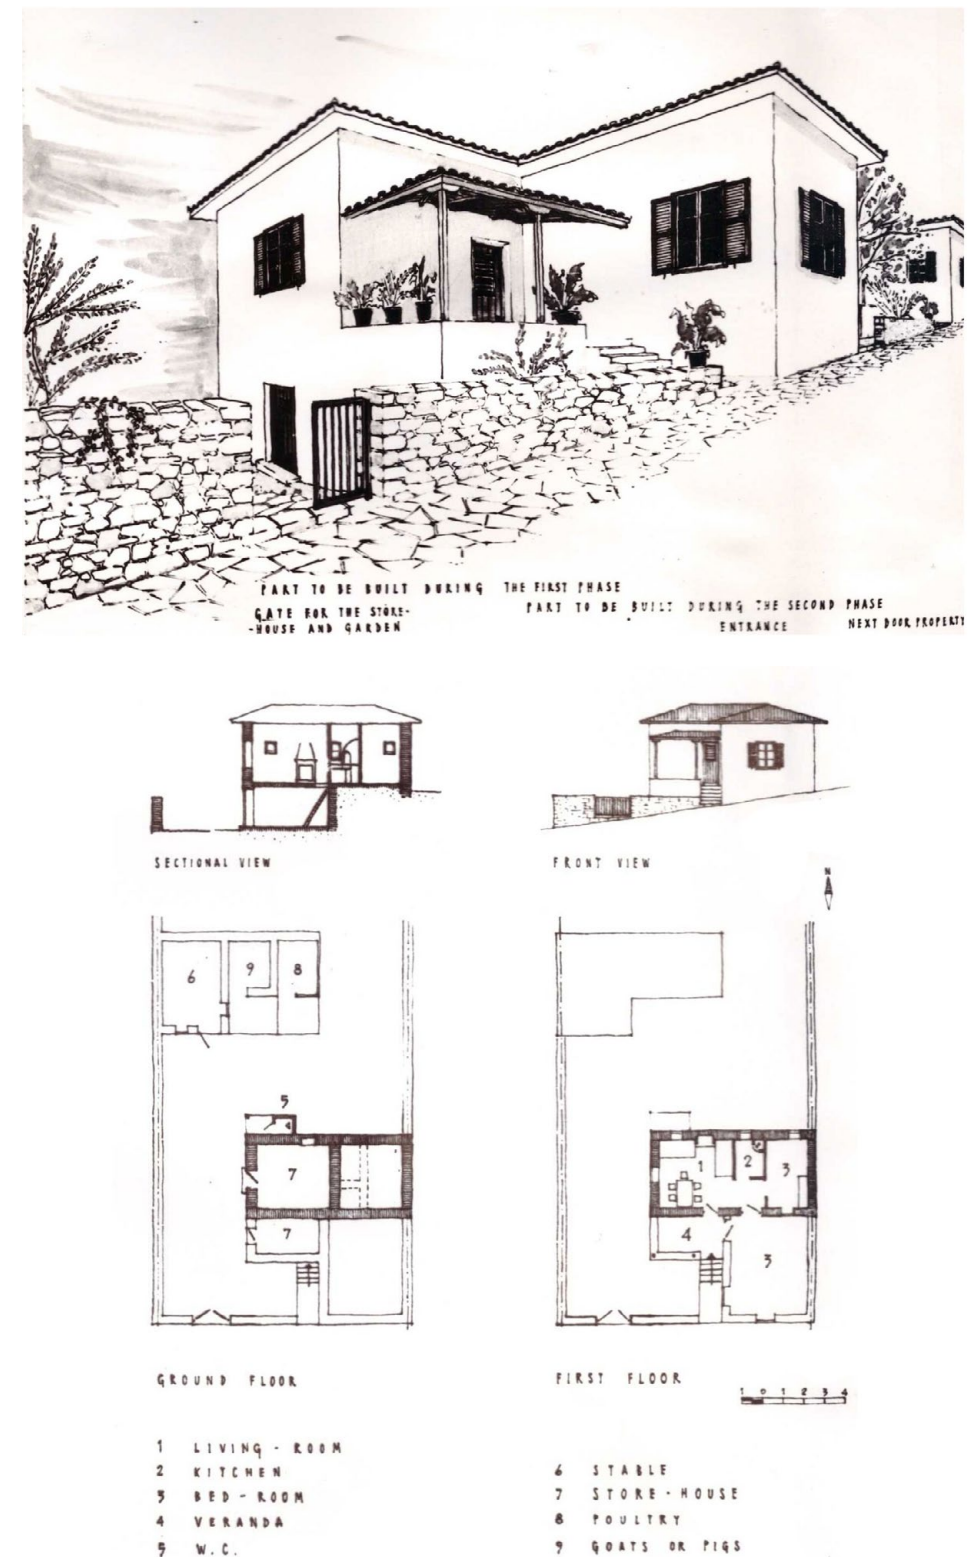 PART TO BE BUILT DURING THE FIRST PHASE
GATE FOR THE STORE-
-HOUSE AND GARDEN
PART TO BE BUILT DURING THE SECOND PHASE
ENTRANCE
NEXT DOOR PROPERTY
SECTIONAL VIEW
FRONT VIEW
N
6
9
8
5
7
7
1
2
3
4
3
GROUND FLOOR
FIRST FLOOR
1 0 1 2 3 4
1 LIVING-ROOM
2 KITCHEN
3 BED-ROOM
4 VERANDA
5 W.C.
6 STABLE
7 STORE-HOUSE
8 POULTRY
9 GOATS OR PIGS